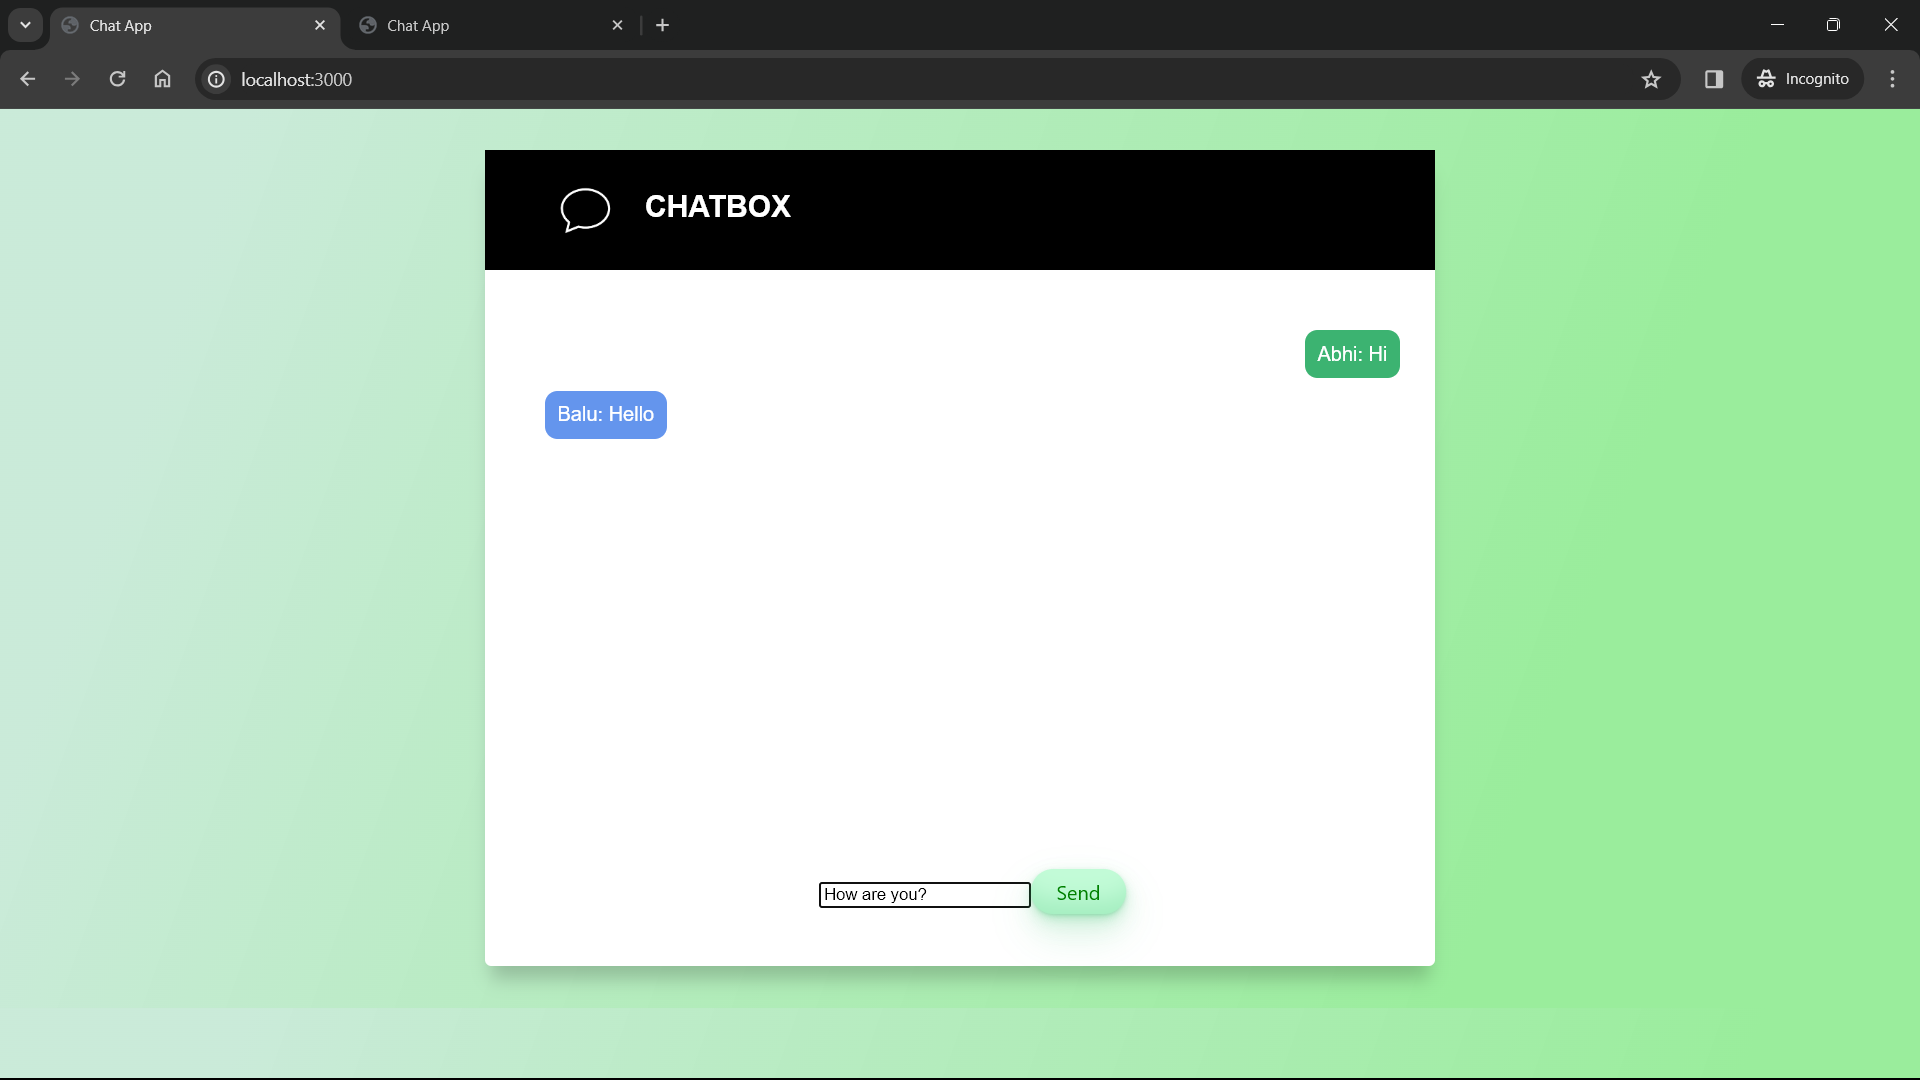 Chat App
Chat App
localhost:3000
Incognito
CHATBOX
Abhi: Hi
Balu: Hello
How are you?
Send